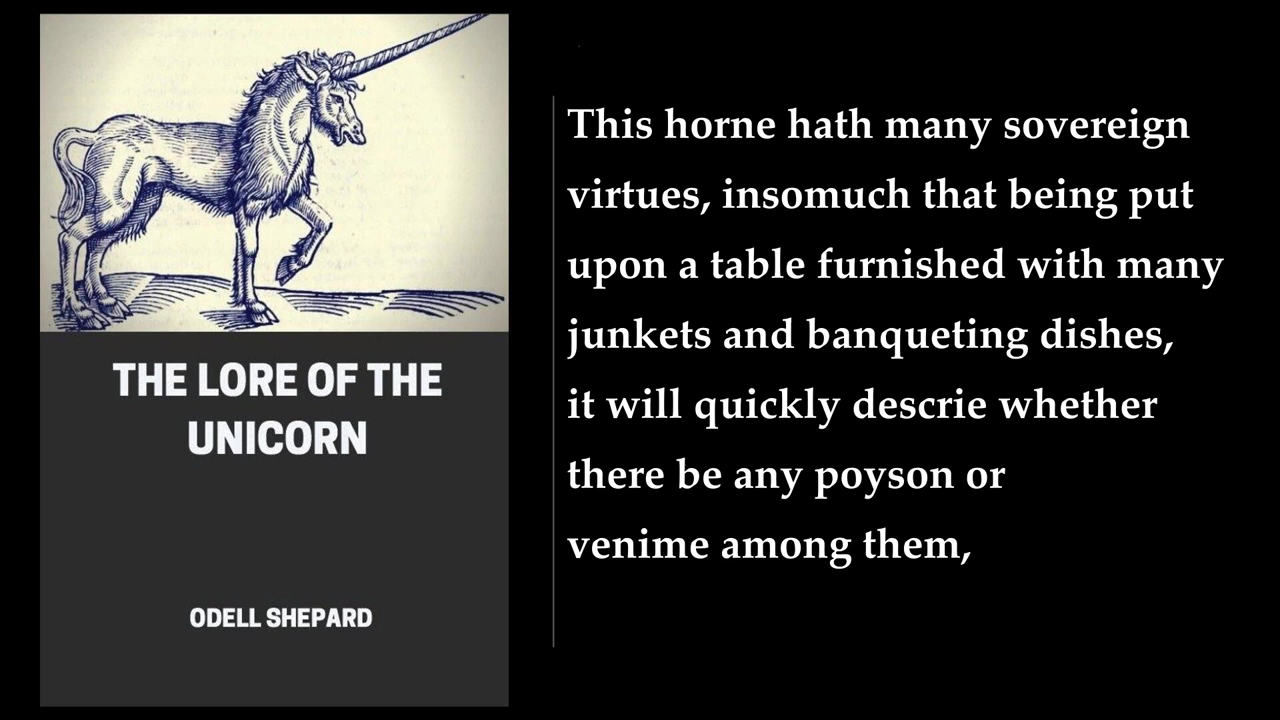 THE LORE OF THE
UNICORN
ODELL SHEPARD
This horne hath many sovereign
virtues, insomuch that being put
upon a table furnished with many
junkets and banqueting dishes,
it will quickly descrie whether
there be any poyson or
venime among them,